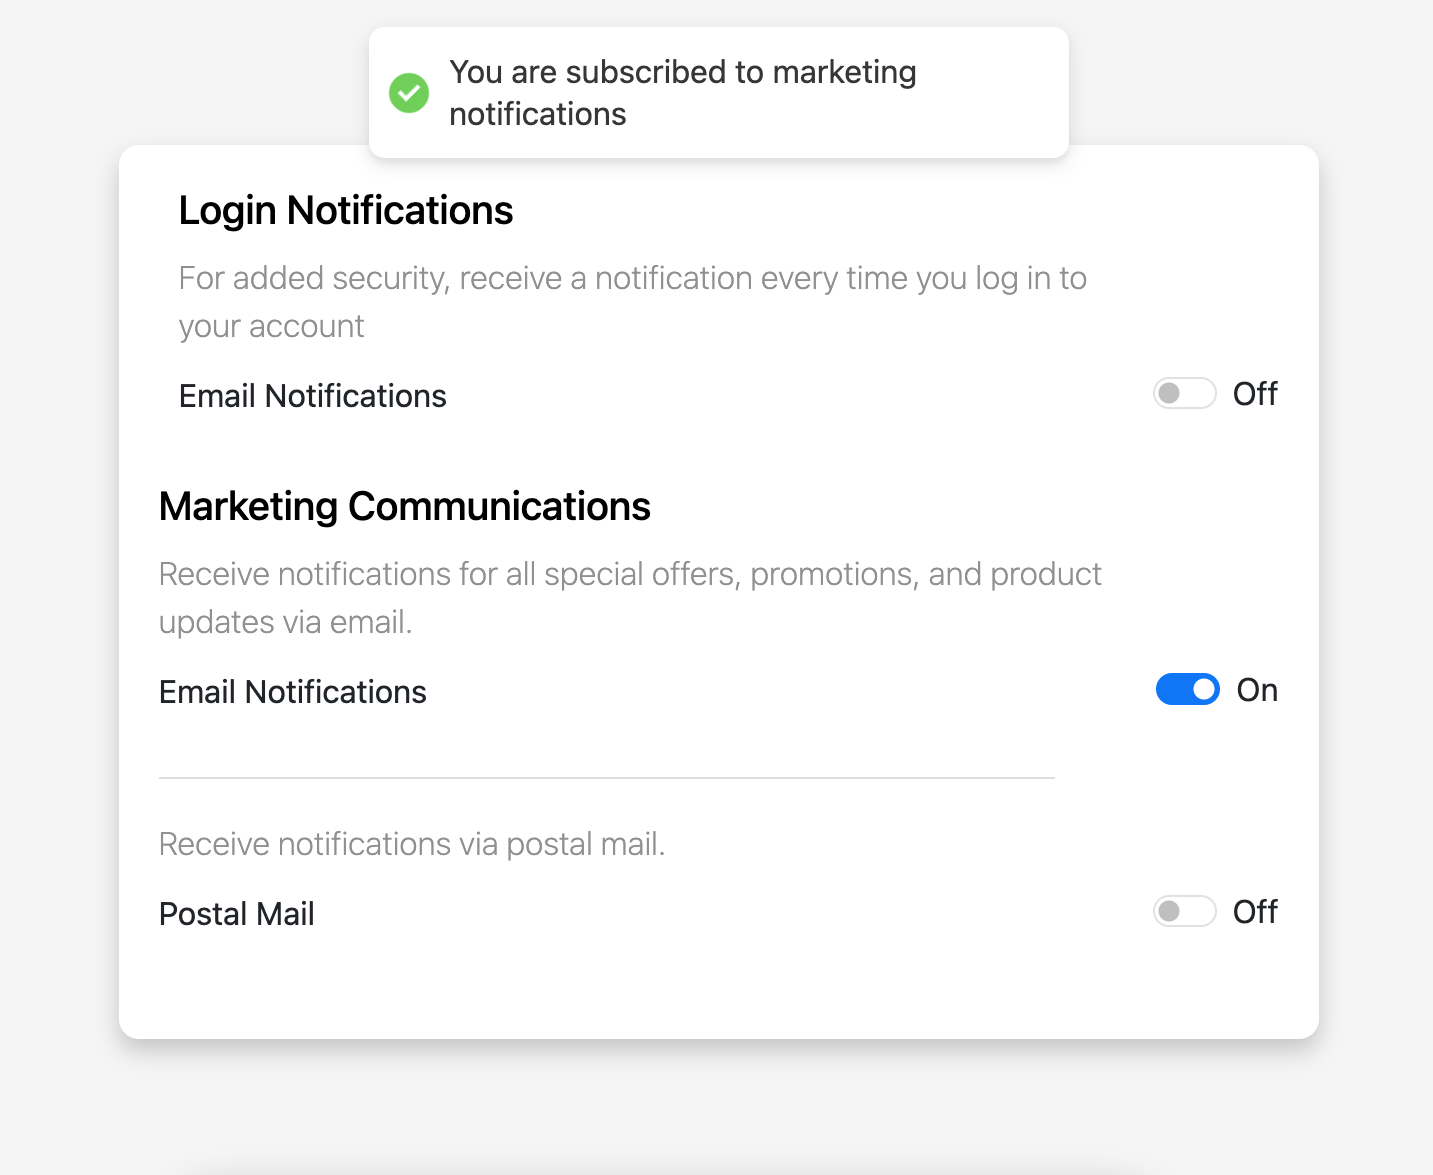 You are subscribed to marketing
notifications
Login Notifications
For added security, receive a notification every time you log in to
your account
Email Notifications
Off
Marketing Communications
Receive notifications for all special offers, promotions, and product
updates via email.
Email Notifications
On
Receive notifications via postal mail.
Postal Mail
Off